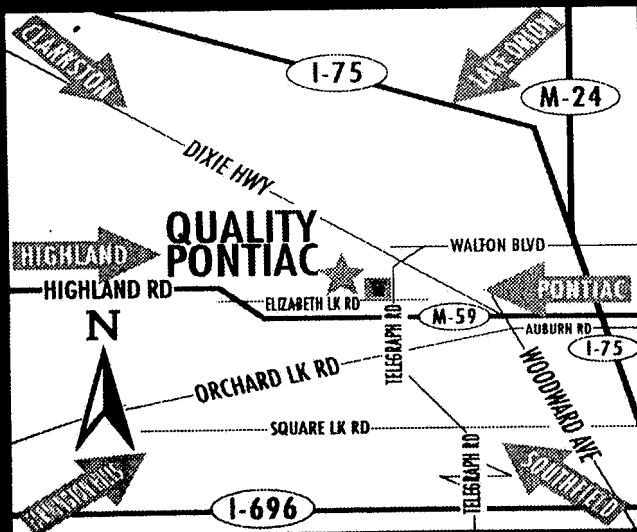 CLARKSTON
I-75
LAKE ORION
M-24
DIXIE HWY
QUALITY
PONTIAC
WALTON BLVD
HIGHLAND
HIGHLAND RD
ELIZABETH LK RD
TELEGRAPH RD
M-59
PONTIAC
AUBURN RD
I-75
N
ORCHARD LK RD
WOODWARD AVE
SQUARE LK RD
TELEGRAPH RD
SOUTHFIELD
I-696